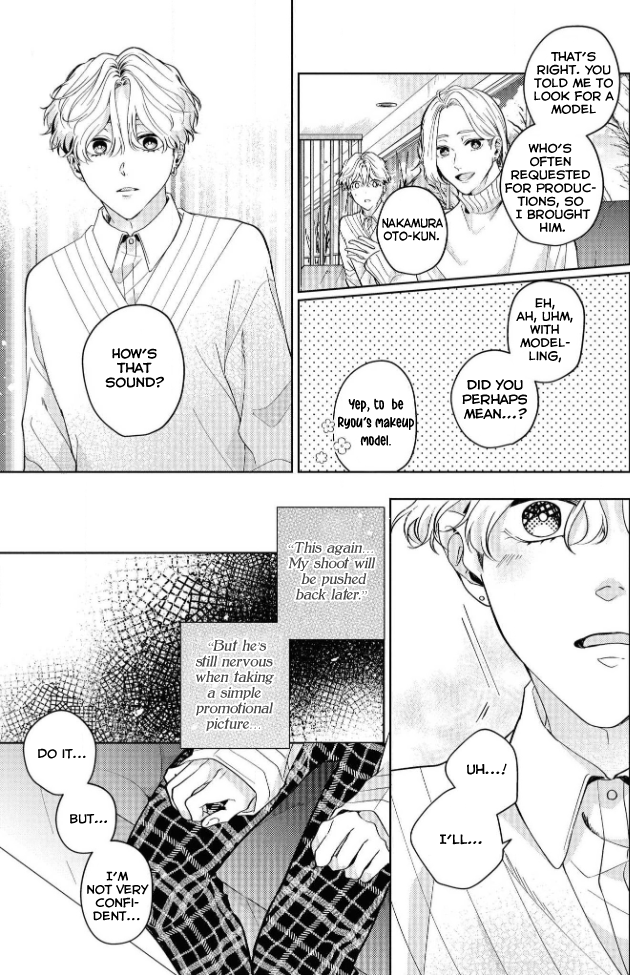 THAT'S
RIGHT. YOU
TOLD ME TO
LOOK FOR A
MODEL
WHO'S
OFTEN
REQUESTED
FOR PRODUC-
TIONS, SO
I BROUGHT
HIM.
NAKAMURA
OTO-KUN.
EH,
AH, UHM,
WITH
MODEL-
LING,
DID YOU
PERHAPS
MEAN...?
Yep, to be
Ryou's makeup
model.
HOW'S
THAT
SOUND?
UH...!
I'LL...
"This again...
My shoot will
be pushed
back later."
"But he's
still nervous
when taking
a simple
promotional
picture....
DO IT...
BUT...
I'M
NOT VERY
CONFI-
DENT...